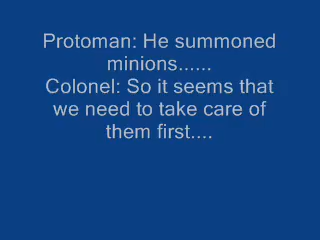 Protoman: He summoned
minions......
Colonel: So it seems that
we need to take care of
them first....